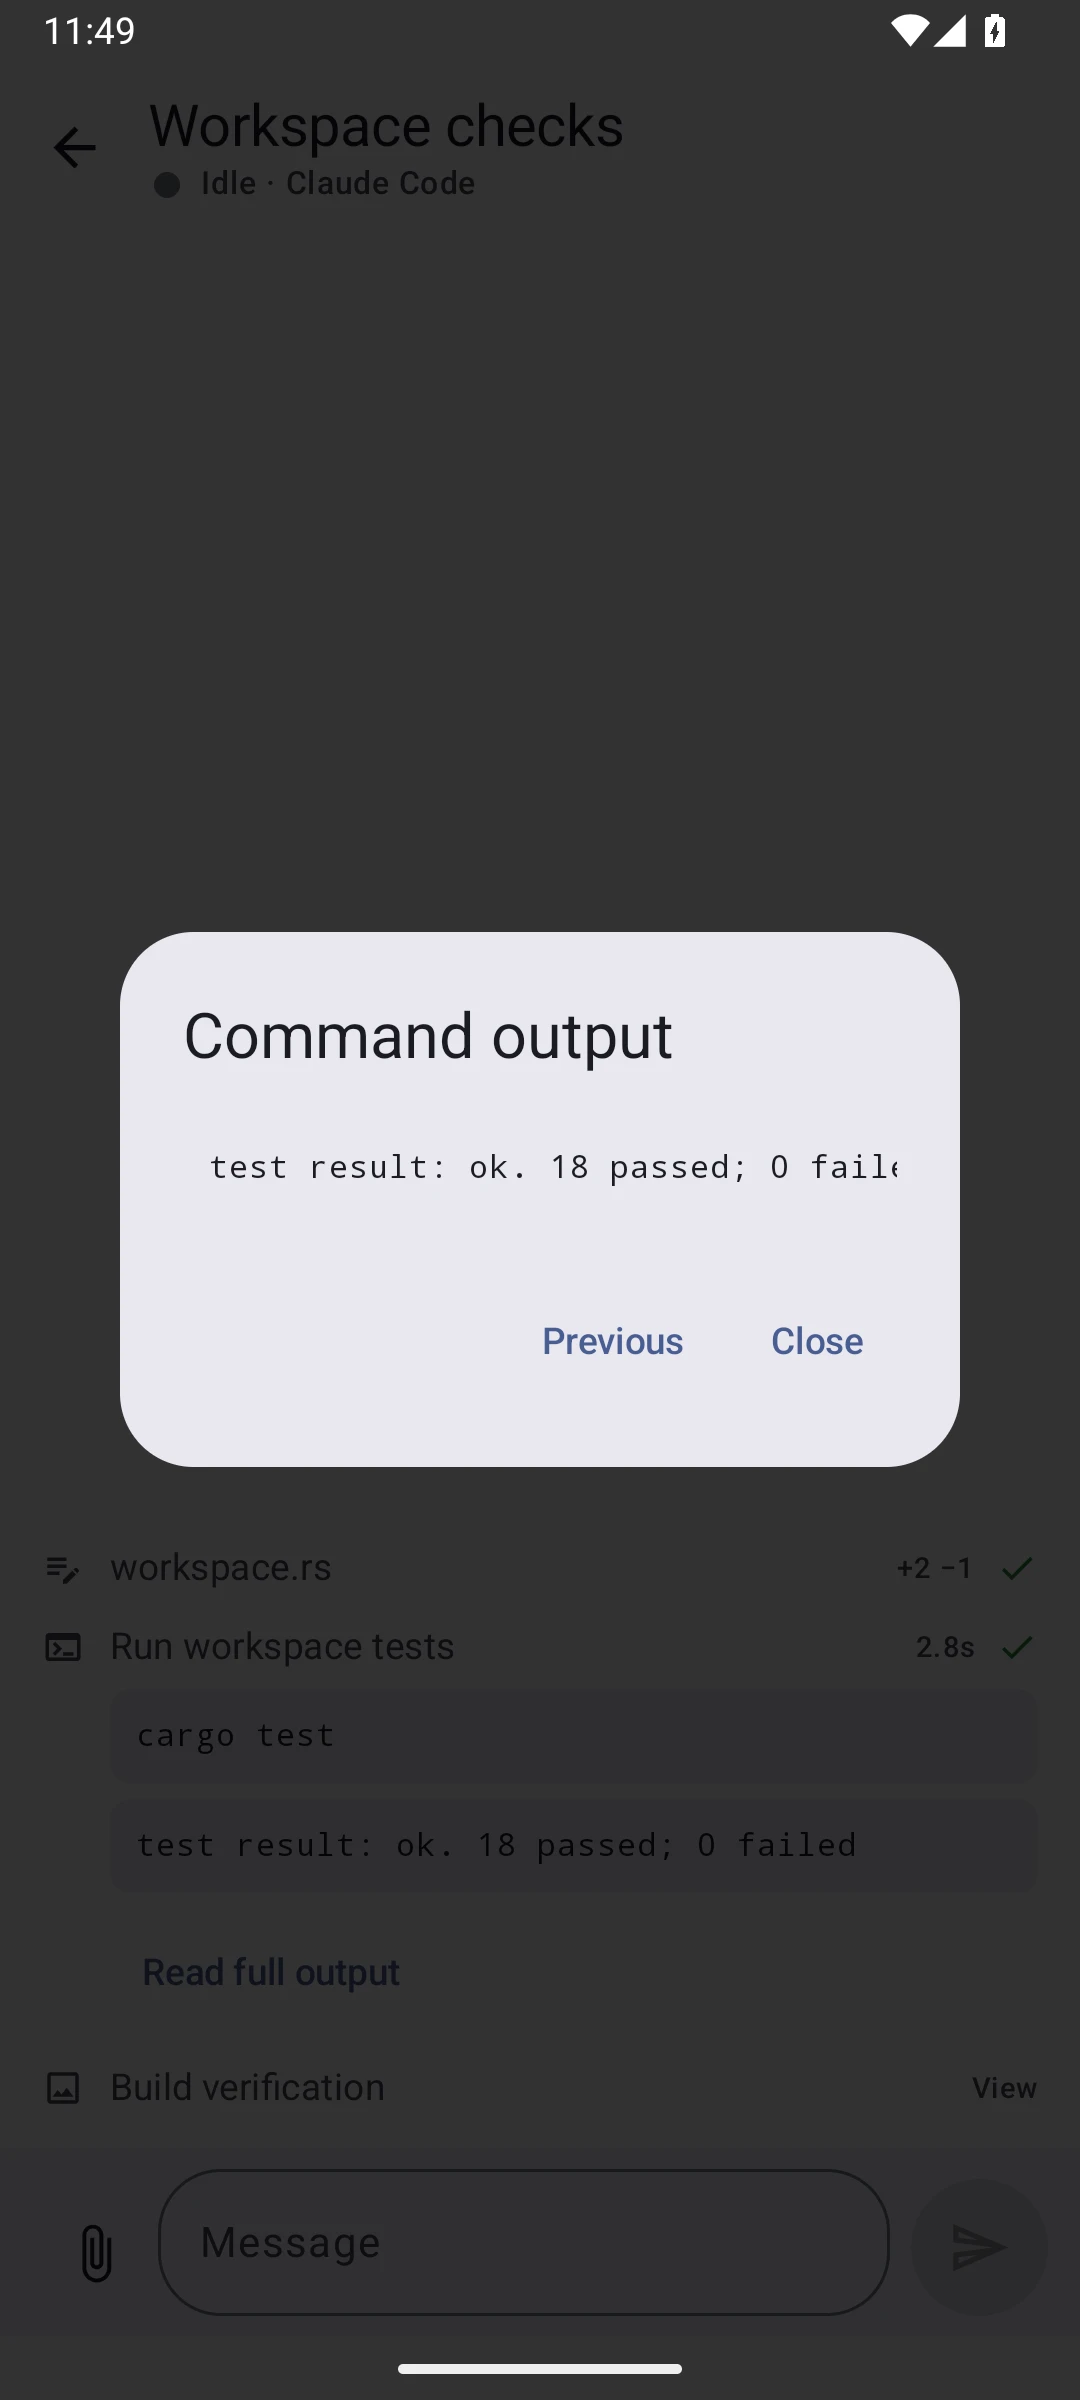 11:49
Workspace checks
Idle · Claude Code
Command output
test result: ok. 18 passed; 0 faile
Previous
Close
workspace.rs
+2 −1
Run workspace tests
2.8s
cargo test
test result: ok. 18 passed; 0 failed
Read full output
Build verification
View
Message